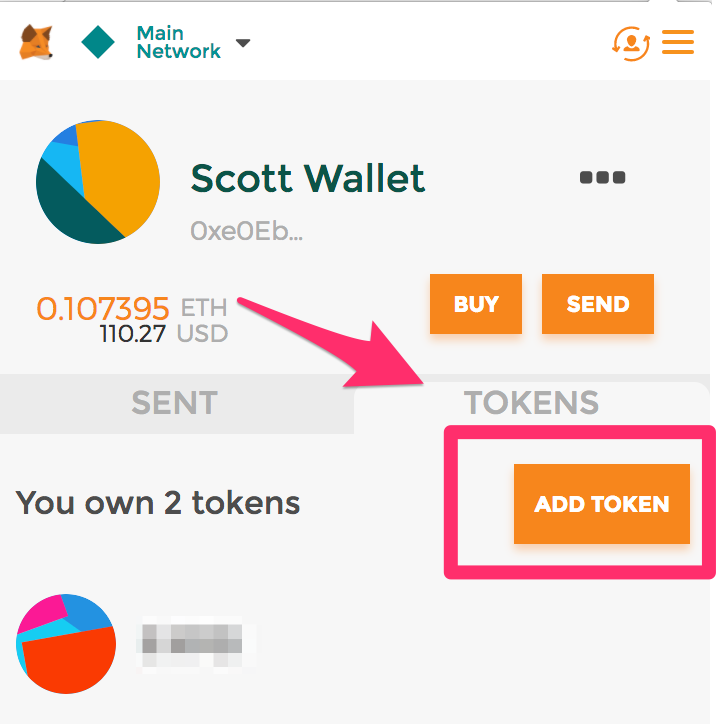 Main
Network
Scott Wallet
0xe0Eb...
0.107395 ETH
110.27 USD
BUY
SEND
SENT
TOKENS
You own 2 tokens
ADD TOKEN